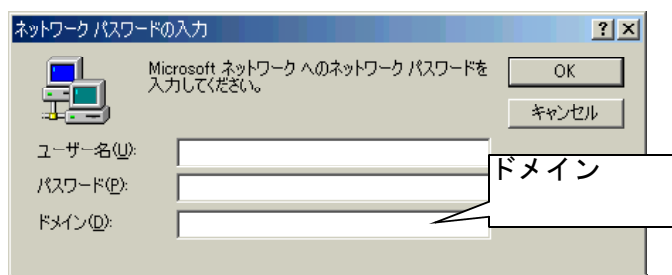 ネットワーク パスワードの入力
Microsoft ネットワーク へのネットワーク パスワードを
入力してください。
OK
キャンセル
ユーザー名(U):
パスワード(P):
ドメイン(D):
ドメイン